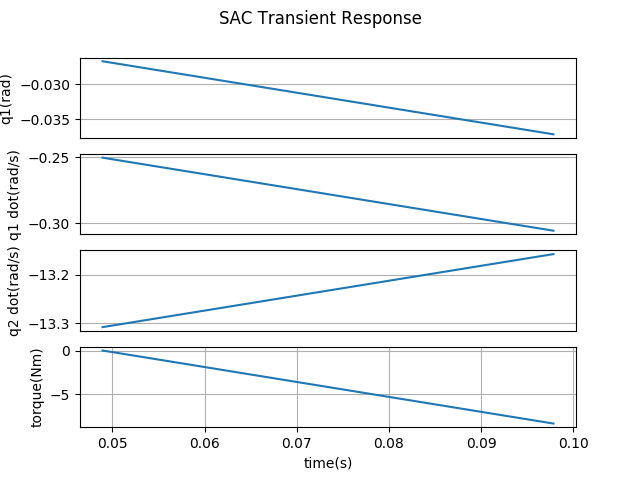 SAC Transient Response
q1(rad)
−0.030
−0.035
q1 dot(rad/s)
−0.25
−0.30
q2 dot(rad/s)
−13.2
−13.3
torque(Nm)
0
−5
0.05 0.06 0.07 0.08 0.09 0.10
time(s)